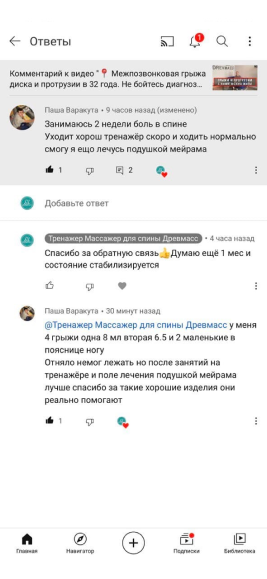 Ответы
Комментарий к видео "📍 Межпозвонковая грыжа
диска и протрузии в 32 года. Не бойтесь диагноз...
Паша Варакута • 9 часов назад (изменено)
Занимаюсь 2 недели боль в спине
Уходит хорош тренажёр скоро и ходить нормально
смогу я ещо лечусь подушкой мейрама
1
2
Добавьте ответ
Тренажер Массажер для спины Древмасс • 4 часа назад
Спасибо за обратную связь👍Думаю ещё 1 мес и
состояние стабилизируется
Паша Варакута • 30 минут назад
@Тренажер Массажер для спины Древмасс у меня
4 грыжи одна 8 мл вторая 6.5 и 2 маленькие в
пояснице ногу
Отняло немог лежать но после занятий на
тренажёре и поле лечения подушкой мейрама
лучше спасибо за такие хорошие изделия они
реально помогают
1
Главная
Навигатор
Подписки
Библиотека